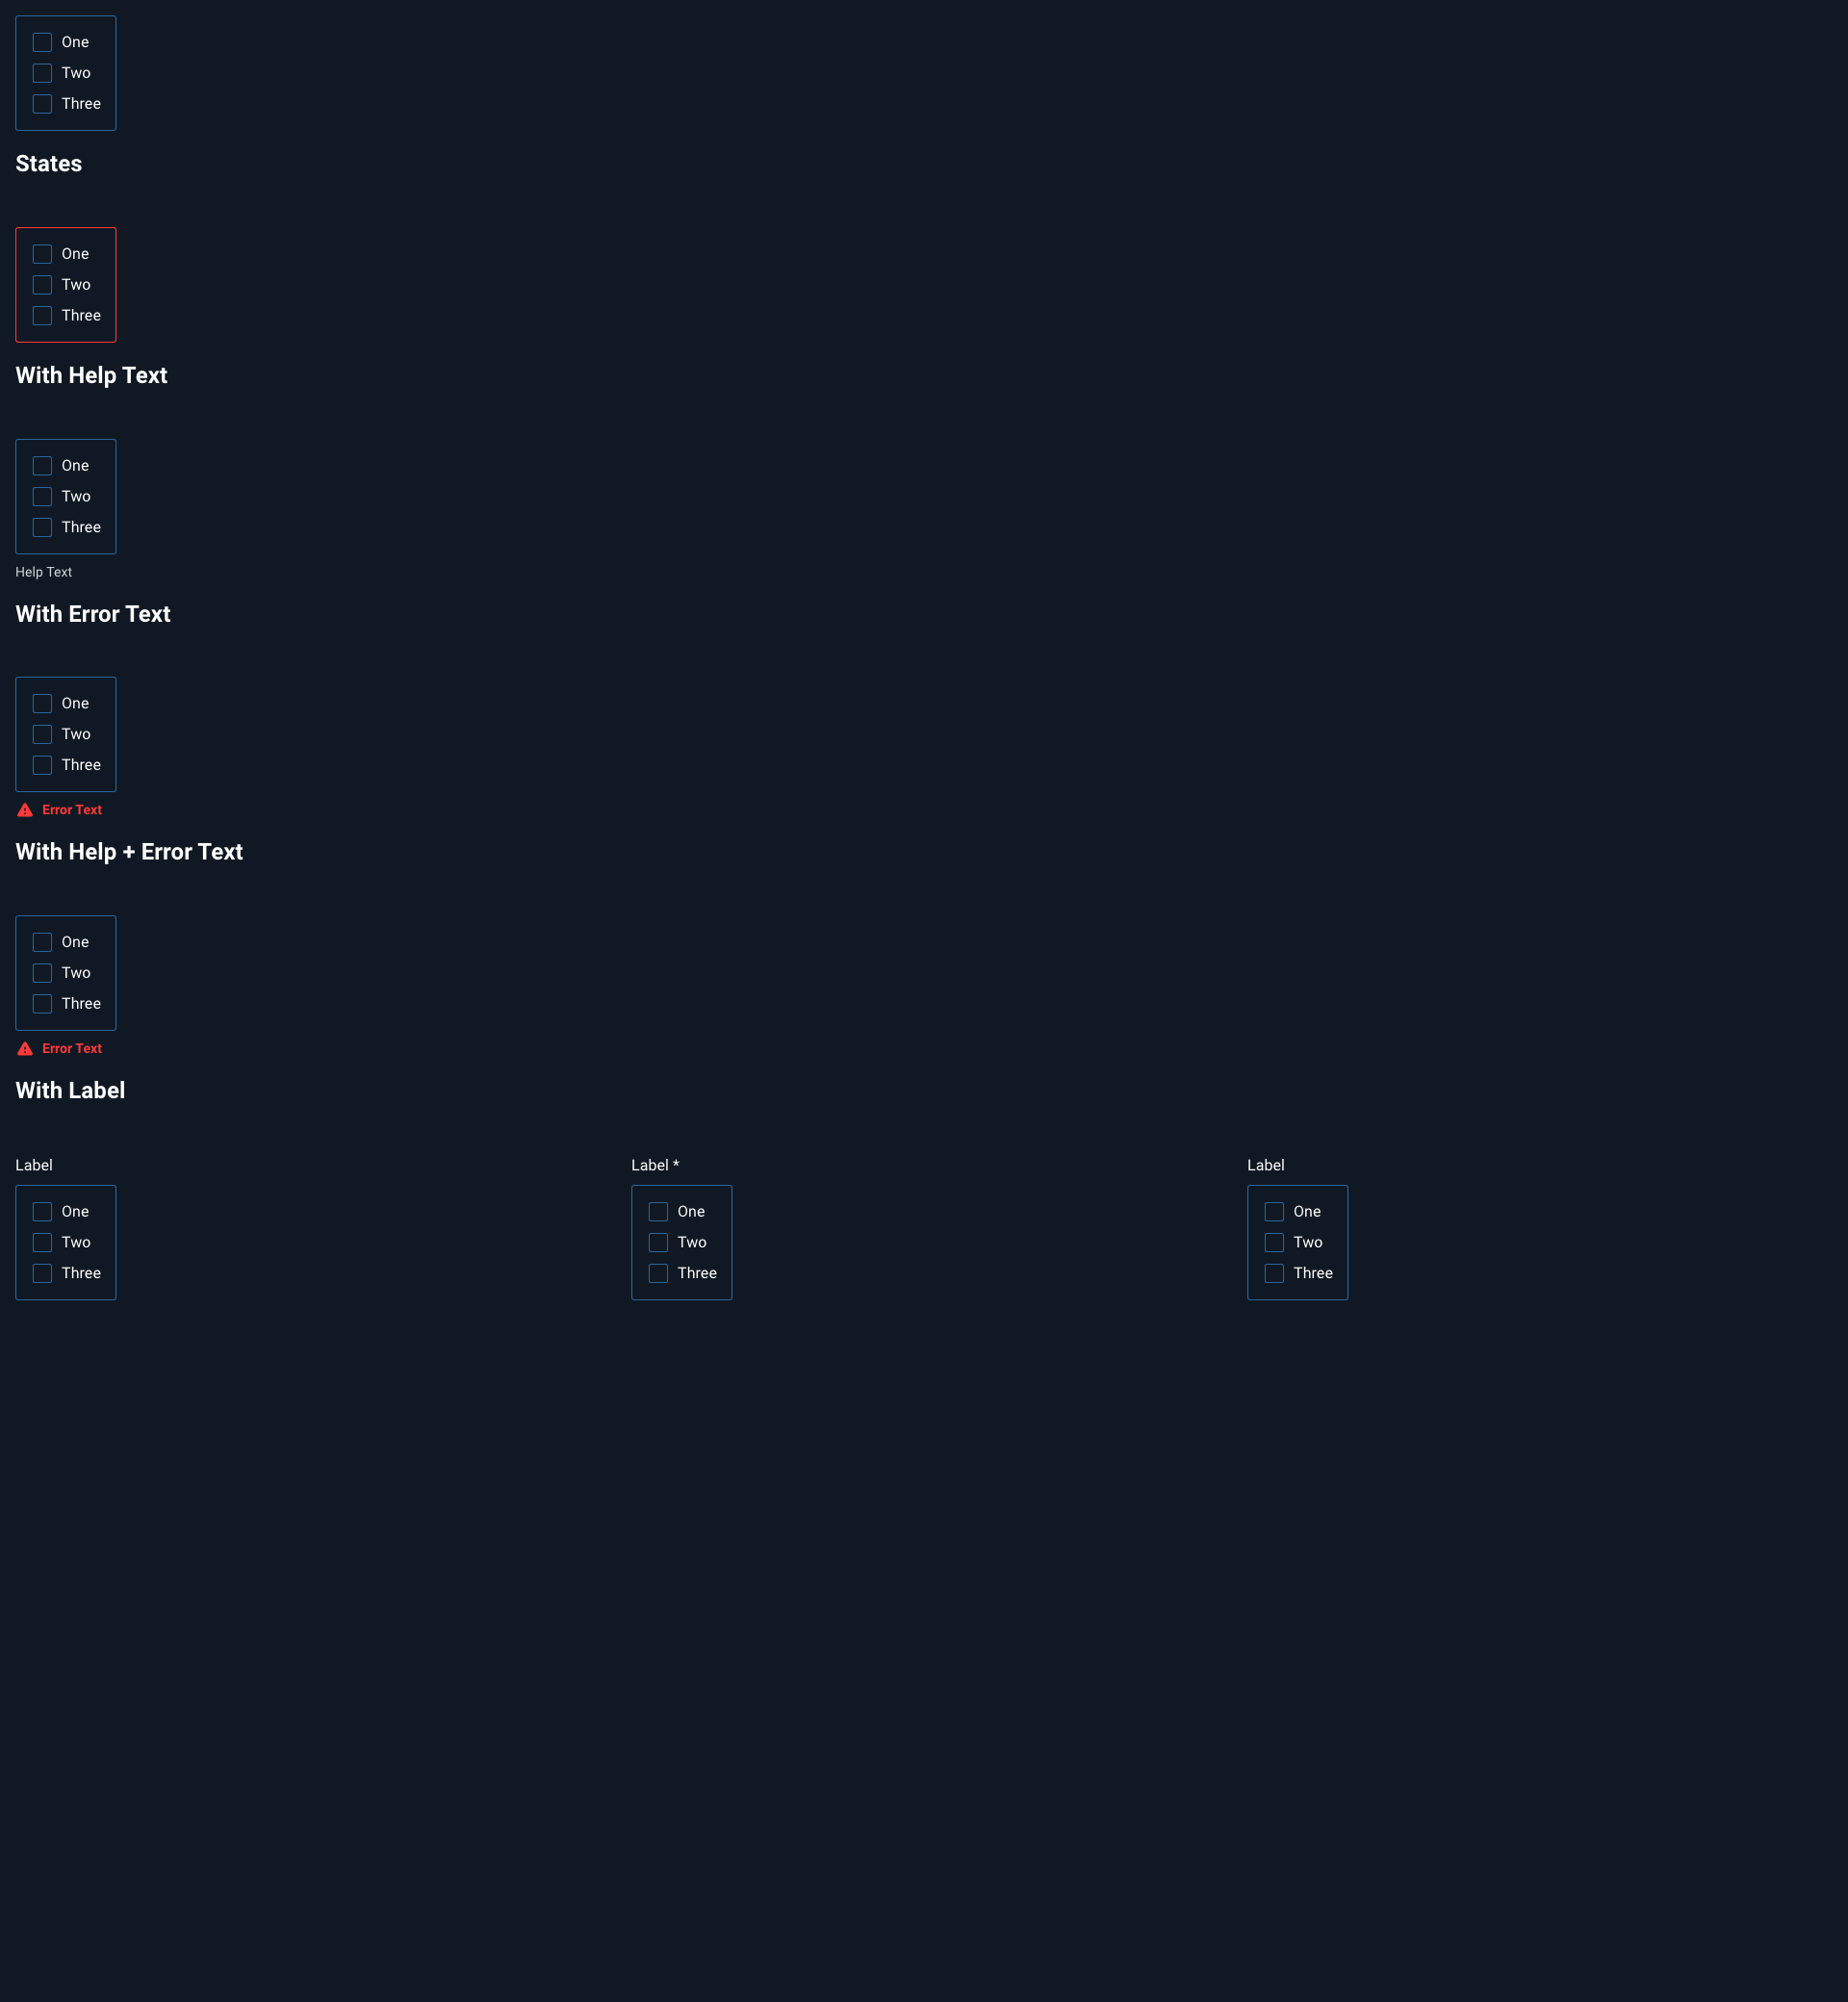 One
Two
Three
States
One
Two
Three
With Help Text
One
Two
Three
Help Text
With Error Text
One
Two
Three
Error Text
With Help + Error Text
One
Two
Three
Error Text
With Label
Label
One
Two
Three
Label *
One
Two
Three
Label
One
Two
Three